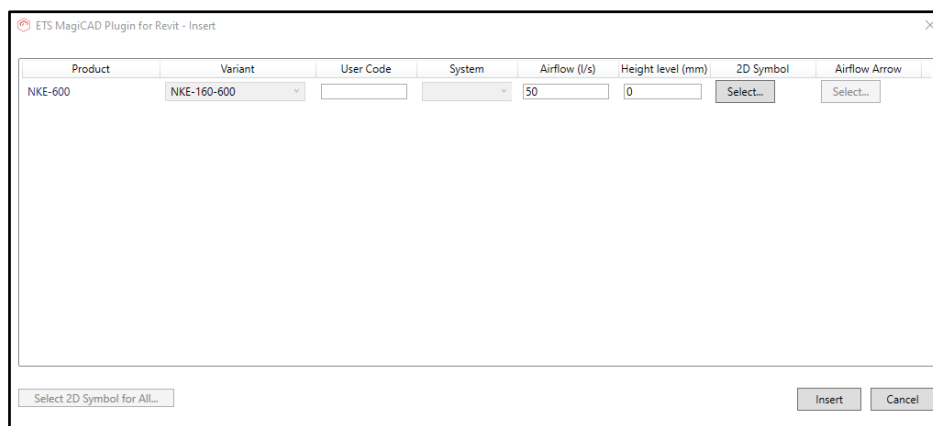 ETS MagiCAD Plugin for Revit - Insert
Product Variant User Code System Airflow (l/s) Height level (mm) 2D Symbol Airflow Arrow
NKE-600 NKE-160-600 50 0 Select... Select...
Select 2D Symbol for All... Insert Cancel